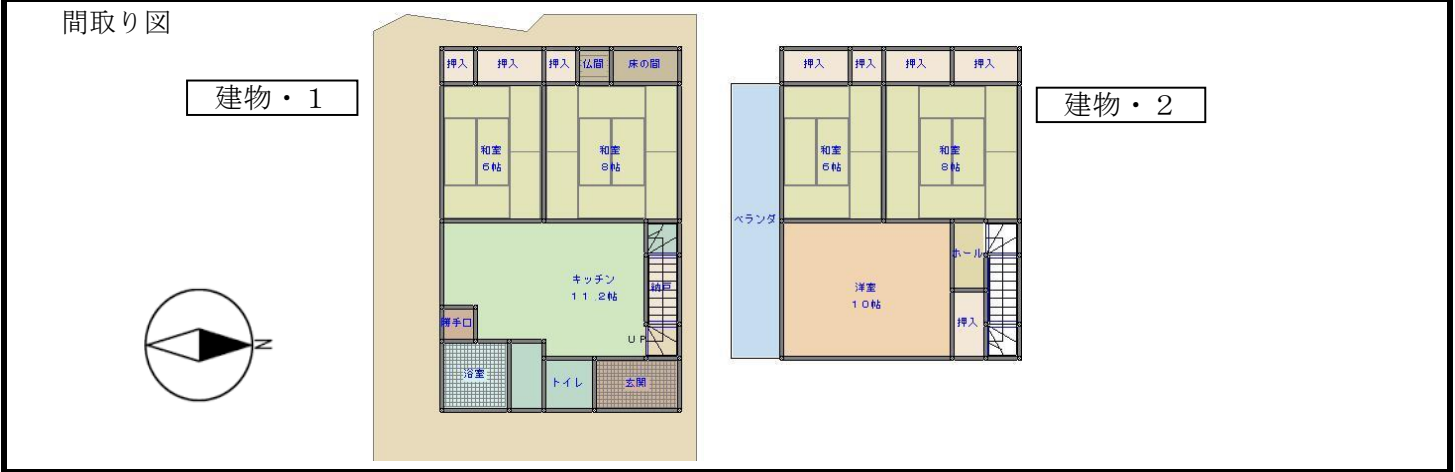 間取り図
建物・１
押入
押入
押入
仏間
床の間
和室
６帖
和室
８帖
キッチン
１１.２帖
納戸
勝手口
ＵＰ
浴室
トイレ
玄関
N
建物・２
押入
押入
押入
押入
和室
６帖
和室
８帖
ベランダ
ホール
洋室
１０帖
押入